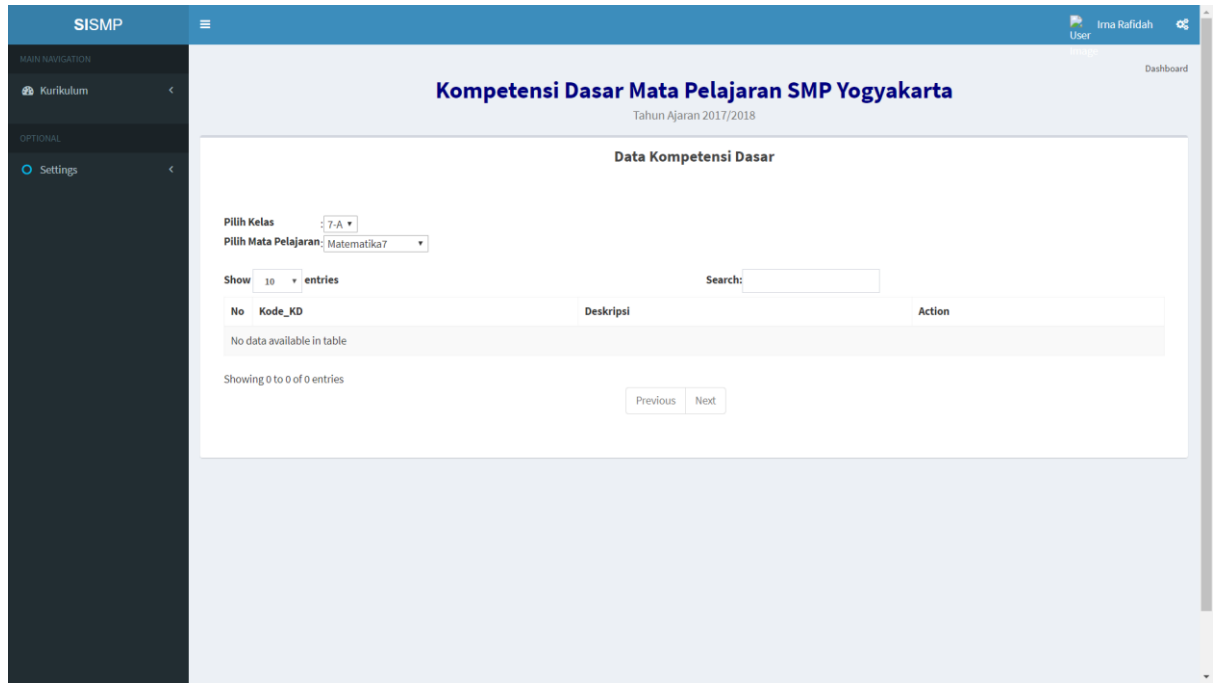 SISMP
User Image
Irna Rafidah
MAIN NAVIGATION
Kurikulum
OPTIONAL
Settings
Dashboard
Kompetensi Dasar Mata Pelajaran SMP Yogyakarta
Tahun Ajaran 2017/2018
Data Kompetensi Dasar
Pilih Kelas : 7-A
Pilih Mata Pelajaran: Matematika7
Show 10 entries
Search:
No Kode_KD Deskripsi Action
No data available in table
Showing 0 to 0 of 0 entries
Previous Next